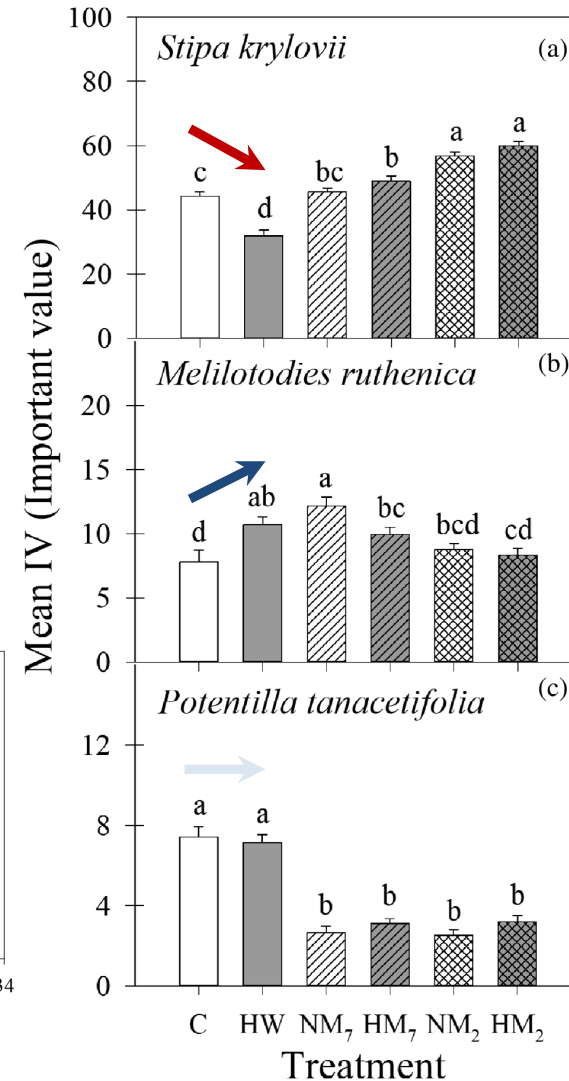 Mean IV (Important value)
100
80
60
40
20
0
Stipa krylovii
(a)
c
d
bc
b
a
a
20
15
10
5
0
Melilotodies ruthenica
(b)
d
ab
a
bc
bcd
cd
12
8
4
0
Potentilla tanacetifolia
(c)
a
a
b
b
b
b
C HW NM₇ HM₇ NM₂ HM₂
Treatment